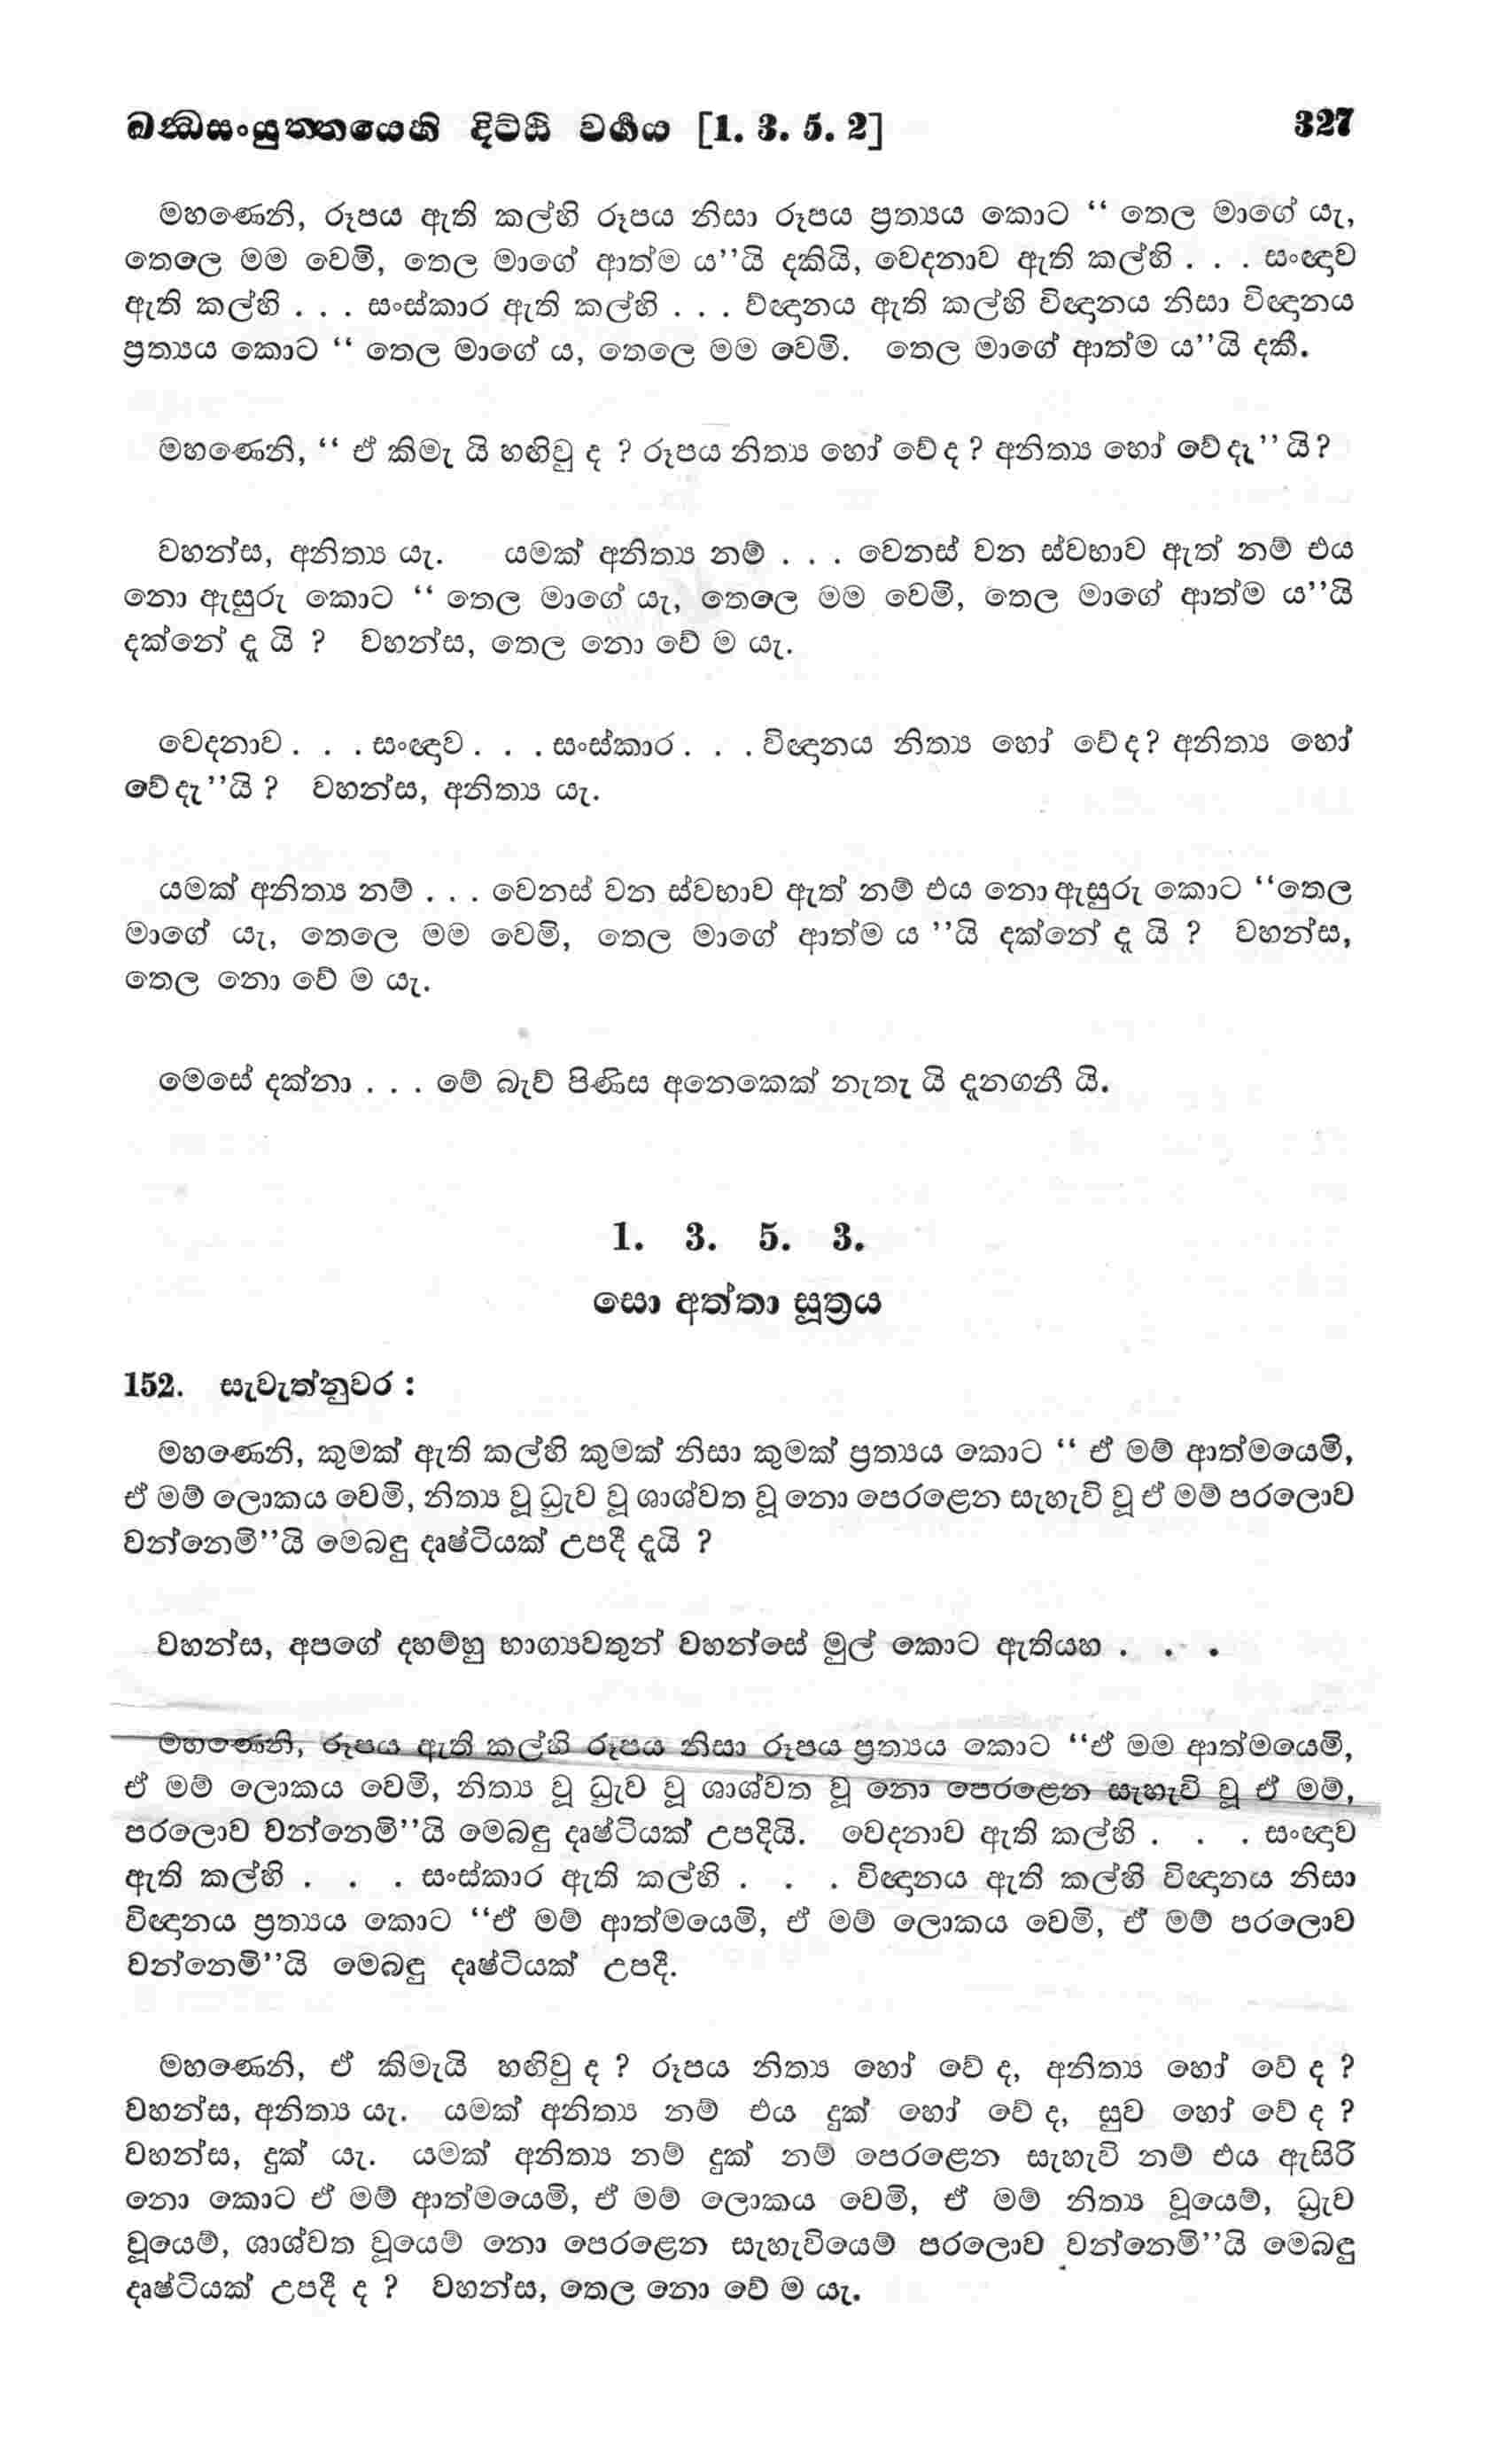 ඛන්ධසංයුත්තයෙහි දිට්ඨි වර්ගය [1. 3. 5. 2] 327
මහණෙනි, රූපය ඇති කල්හි රූපය නිසා රූපය ප්‍රත්‍යය කොට “ තෙල මාගේ යැ,
තෙලෙ මම වෙමි, තෙල මාගේ ආත්ම ය”යි දකියි, වෙදනාව ඇති කල්හි . . . සංඥාව
ඇති කල්හි . . . සංස්කාර ඇති කල්හි . . . විඤානය ඇති කල්හි විඤානය නිසා විඤානය
ප්‍රත්‍යය කොට “ තෙල මාගේ ය, තෙලෙ මම වෙමි. තෙල මාගේ ආත්ම ය”යි දකී.
මහණෙනි, “ ඒ කිමැ යි හඟිවු ද ? රූපය නිත්‍ය හෝ වේද ? අනිත්‍ය හෝ වේදැ” යි?
වහන්ස, අනිත්‍ය යැ. යමක් අනිත්‍ය නම් . . . වෙනස් වන ස්වභාව ඇත් නම් එය
නො ඇසුරු කොට “ තෙල මාගේ යැ, තෙලෙ මම වෙමි, තෙල මාගේ ආත්ම ය”යි
දක්නේ දැ යි ? වහන්ස, තෙල නො වේ ම යැ.
වෙදනාව . . . සංඥාව . . . සංස්කාර . . . විඤානය නිත්‍ය හෝ වේද? අනිත්‍ය හෝ
වේදැ”යි ? වහන්ස, අනිත්‍ය යැ.
යමක් අනිත්‍ය නම් . . . වෙනස් වන ස්වභාව ඇත් නම් එය නො ඇසුරු කොට “තෙල
මාගේ යැ, තෙලෙ මම වෙමි, තෙල මාගේ ආත්ම ය ”යි දක්නේ දැ යි ? වහන්ස,
තෙල නො වේ ම යැ.
මෙසේ දක්නා . . . මේ බැව් පිණිස අනෙකෙක් නැතැ යි දැනගනී යි.
1. 3. 5. 3.
සො අත්තා සූත්‍රය
152. සැවැත්නුවර :
මහණෙනි, කුමක් ඇති කල්හි කුමක් නිසා කුමක් ප්‍රත්‍යය කොට “ ඒ මම් ආත්මයෙමි,
ඒ මම් ලොකය වෙමි, නිත්‍ය වූ ධ්‍රැව වූ ශාශ්වත වූ නො පෙරළෙන සැහැවි වූ ඒ මම් පරලොව
වන්නෙමි”යි මෙබඳු දෘෂ්ටියක් උපදී දැයි ?
වහන්ස, අපගේ දහම්හු භාග්‍යවතුන් වහන්සේ මුල් කොට ඇතියහ . . .
මහණෙනි, රූපය ඇති කල්හි රූපය නිසා රූපය ප්‍රත්‍යය කොට “ඒ මම ආත්මයෙමි,
ඒ මම් ලොකය වෙමි, නිත්‍ය වූ ධ්‍රැව වූ ශාශ්වත වූ නො පෙරළෙන සැහැවි වූ ඒ මම්,
පරලොව වන්නෙමි”යි මෙබඳු දෘෂ්ටියක් උපදියි. වෙදනාව ඇති කල්හි . . . සංඥාව
ඇති කල්හි . . . සංස්කාර ඇති කල්හි . . . විඤානය ඇති කල්හි විඤානය නිසා
විඤානය ප්‍රත්‍යය කොට “ඒ මම් ආත්මයෙමි, ඒ මම් ලොකය වෙමි, ඒ මම් පරලොව
වන්නෙමි”යි මෙබඳු දෘෂ්ටියක් උපදී.
මහණෙනි, ඒ කිමැයි හඟිවු ද ? රූපය නිත්‍ය හෝ වේ ද, අනිත්‍ය හෝ වේ ද ?
වහන්ස, අනිත්‍ය යැ. යමක් අනිත්‍ය නම් එය දුක් හෝ වේ ද, සුව හෝ වේ ද ?
වහන්ස, දුක් යැ. යමක් අනිත්‍ය නම් දුක් නම් පෙරළෙන සැහැවි නම් එය ඇසිරි
නො කොට ඒ මම් ආත්මයෙමි, ඒ මම් ලොකය වෙමි, ඒ මම් නිත්‍ය වූයෙම්, ධ්‍රැව
වූයෙම්, ශාශ්වත වූයෙම් නො පෙරළෙන සැහැවියෙම් පරලොව වන්නෙමි”යි මෙබඳු
දෘෂ්ටියක් උපදී ද ? වහන්ස, තෙල නො වේ ම යැ.